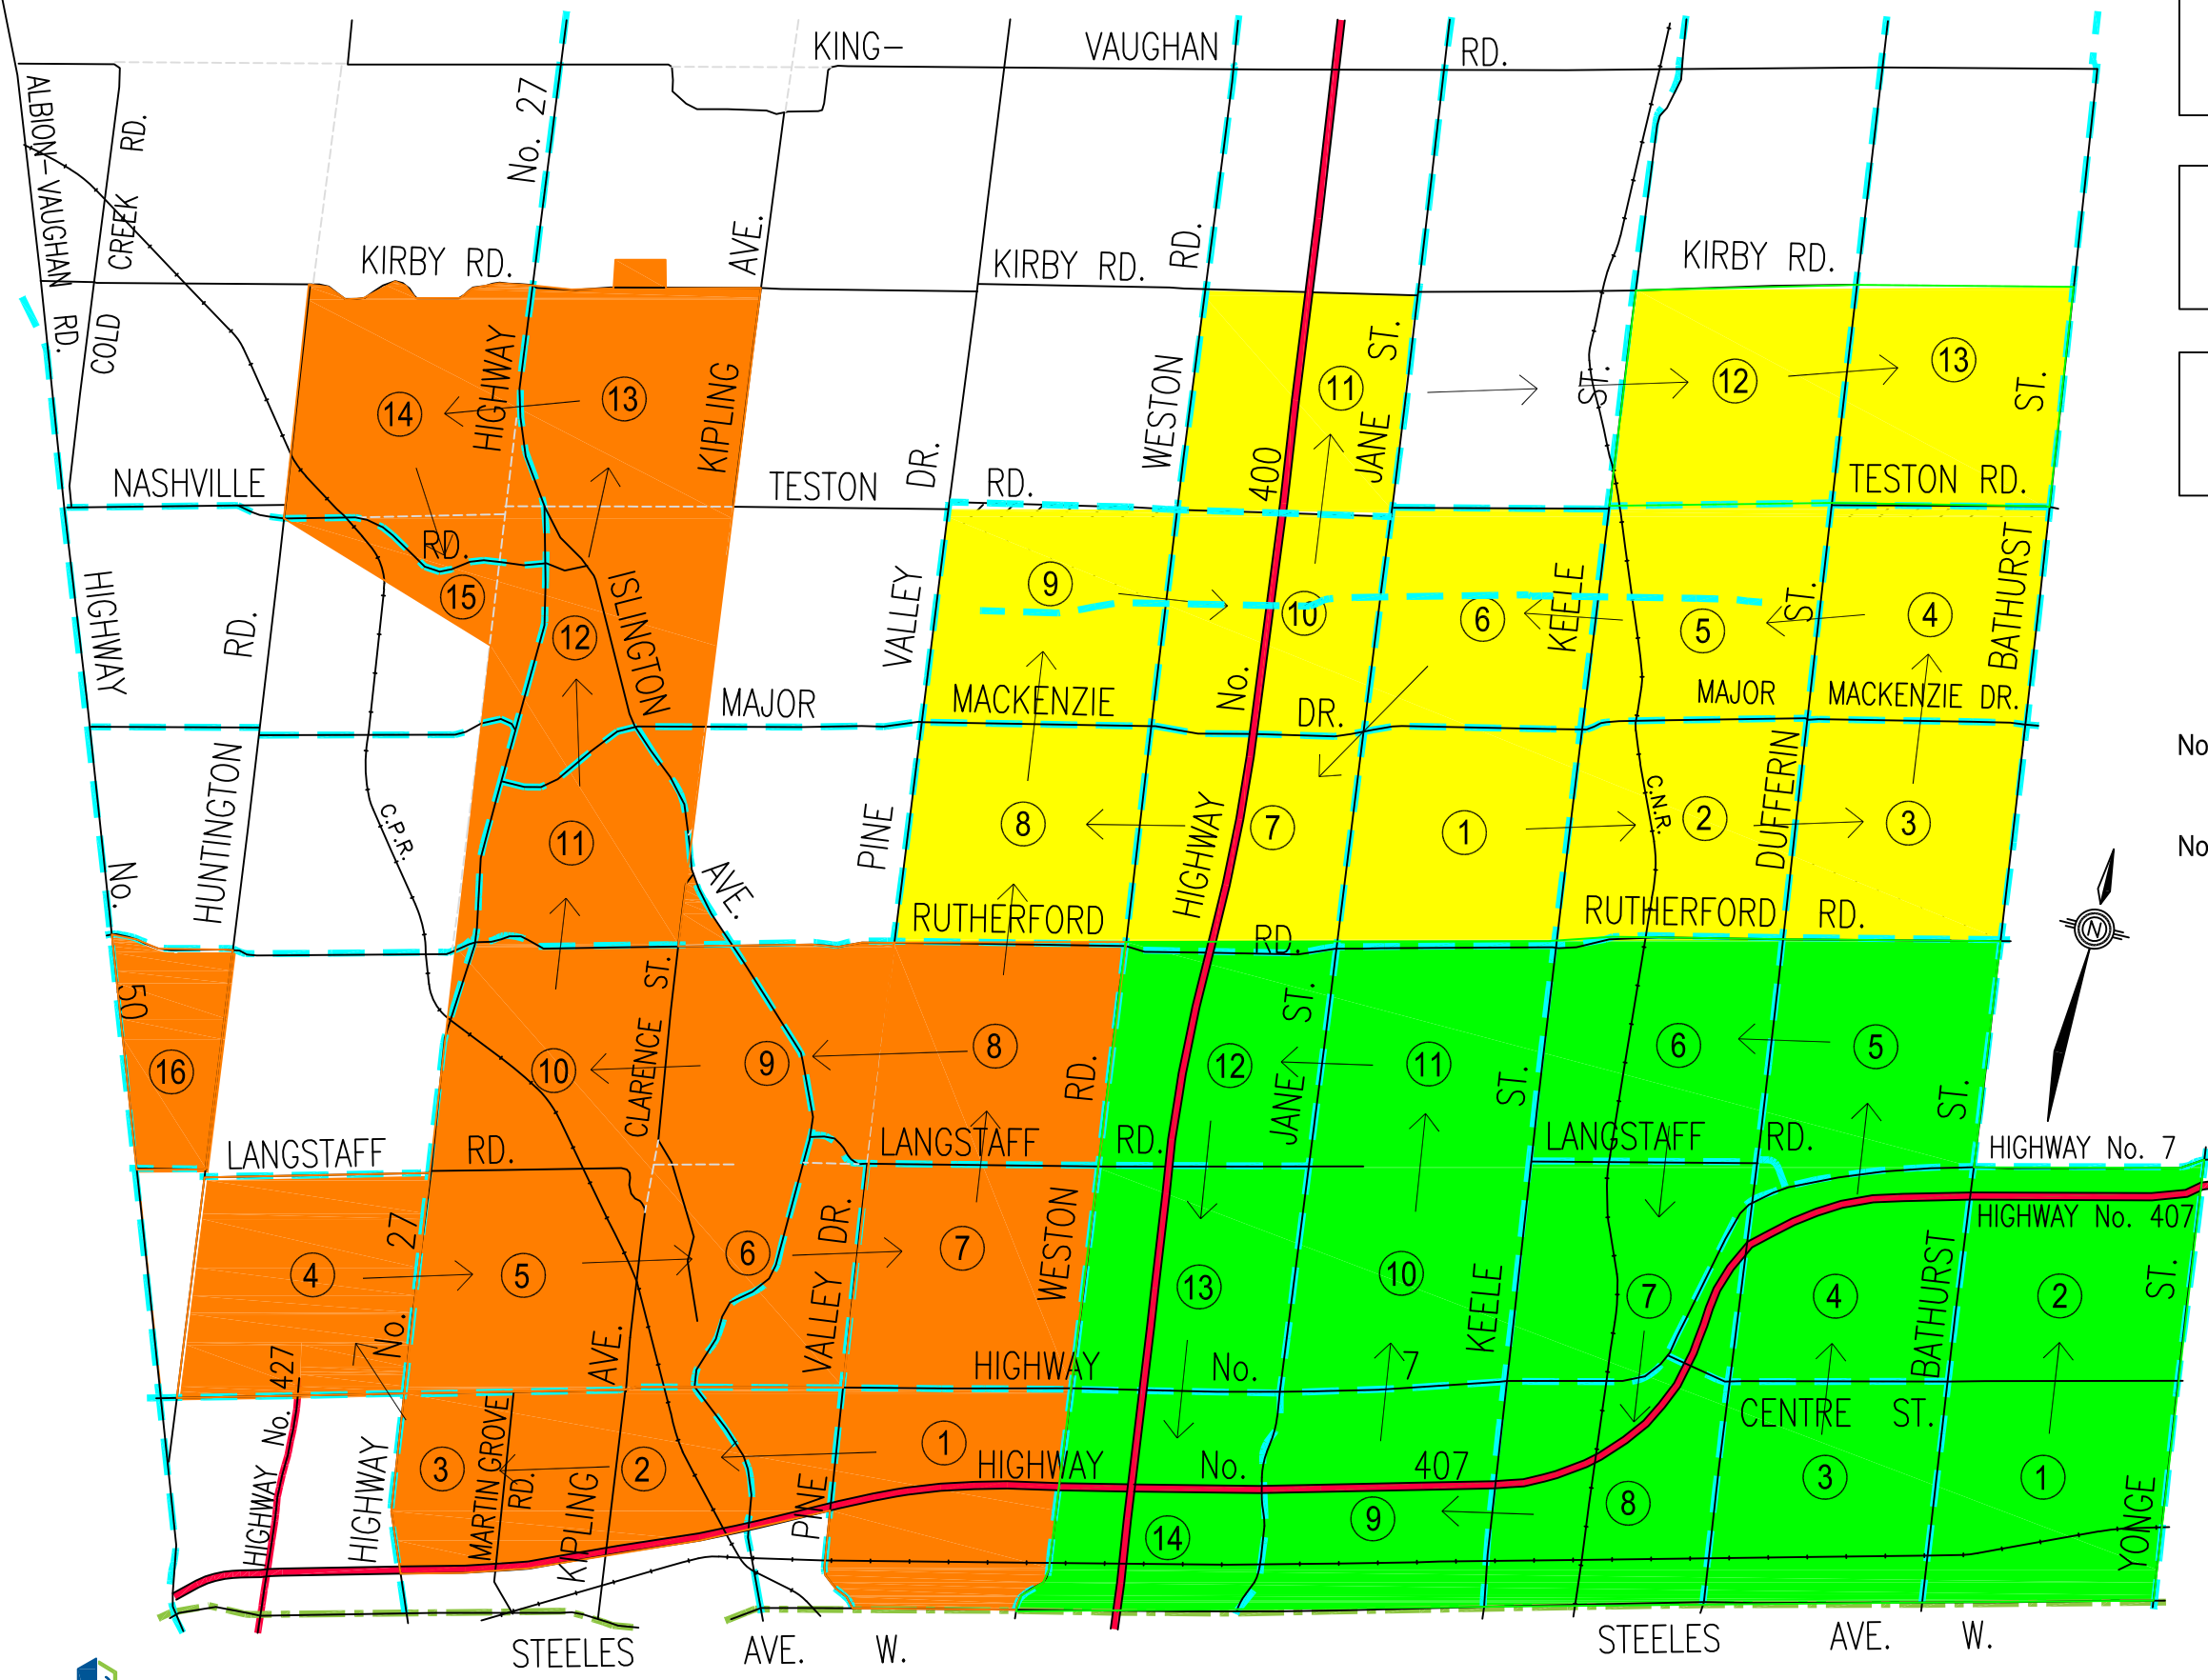 KING-
VAUGHAN
RD.
ALBION-VAUGHAN
RD.
COLD
CREEK
RD.
No. 27
HIGHWAY
KIRBY RD.
AVE.
KIPLING
KIRBY RD.
RD.
WESTON
KIRBY RD.
14
13
11
JANE
ST.
ST.
12
13
ST.
NASHVILLE
RD.
TESTON
DR.
RD.
400
TESTON RD.
HIGHWAY
RD.
15
12
ISLINGTON
VALLEY
9
10
6
KEELE
5
ST.
4
BATHURST
MAJOR
MACKENZIE
No.
DR.
MAJOR
MACKENZIE DR.
No.
HUNTINGTON
C.P.R.
11
AVE.
PINE
8
HIGHWAY
7
1
C.N.R.
2
DUFFERIN
3
No
No
RUTHERFORD
RD.
RUTHERFORD
RD.
N
50
16
10
CLARENCE
ST.
9
8
RD.
12
JANE
ST.
11
ST.
6
5
ST.
LANGSTAFF
RD.
LANGSTAFF
RD.
LANGSTAFF
RD.
HIGHWAY No. 7
HIGHWAY No. 407
4
No.
27
5
6
VALLEY
DR.
7
WESTON
13
10
KEELE
7
4
BATHURST
2
ST.
427
AVE.
HIGHWAY
No.
7
CENTRE
ST.
HIGHWAY
No.
HIGHWAY
3
MARTIN GROVE
RD.
2
KIPLING
PINE
1
HIGHWAY
No.
407
14
9
8
3
1
YONGE
STEELES
AVE.
W.
STEELES
AVE.
W.